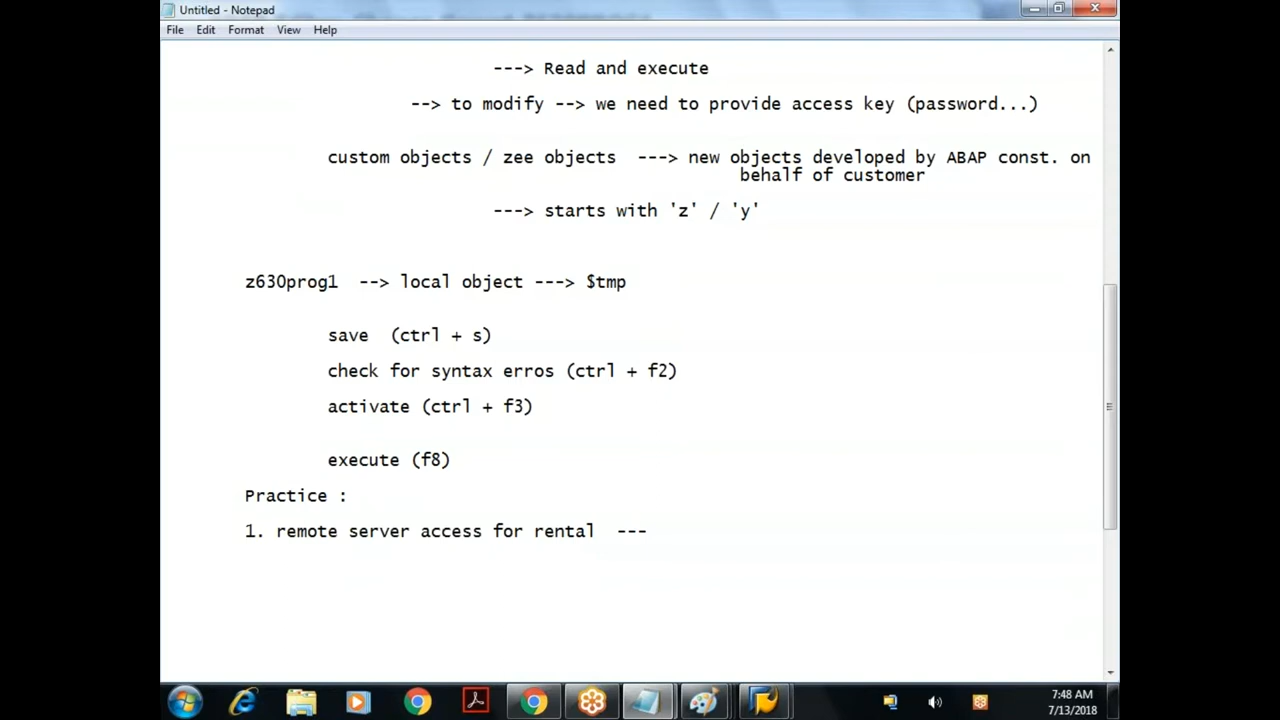 Untitled - Notepad
File Edit Format View Help
---> Read and execute
--> to modify --> we need to provide access key (password...)
custom objects / zee objects ---> new objects developed by ABAP const. on
behalf of customer
---> starts with 'z' / 'y'
z630prog1 --> local object ---> $tmp
save (ctrl + s)
check for syntax erros (ctrl + f2)
activate (ctrl + f3)
execute (f8)
Practice :
1. remote server access for rental ---
7:48 AM
7/13/2018